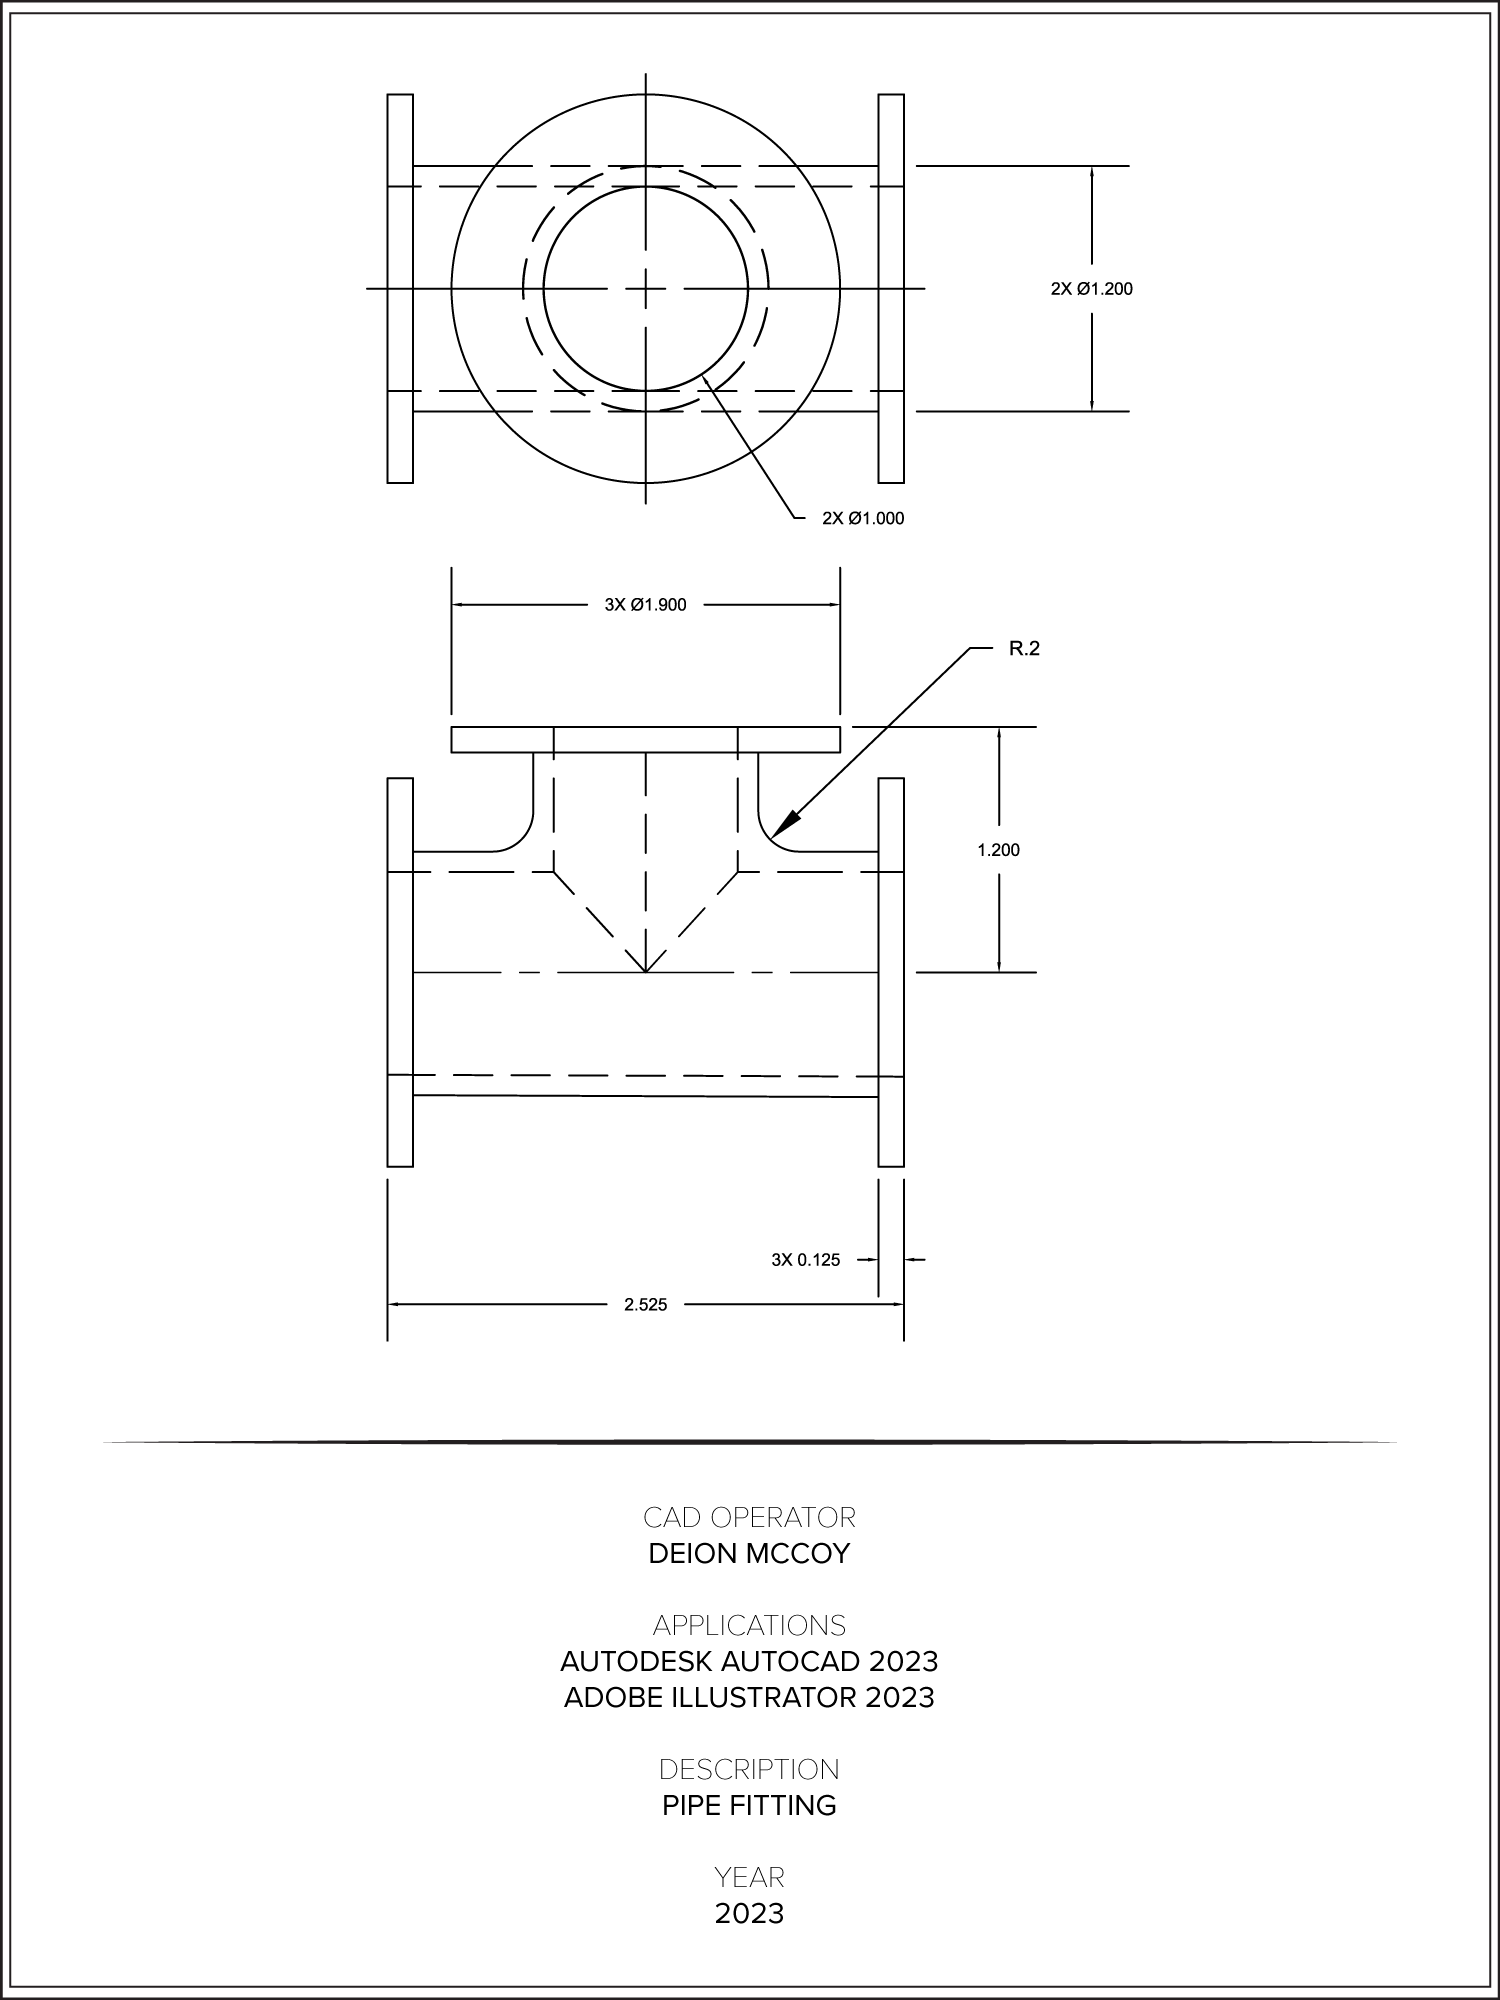 2X Ø1.200
2X Ø1.000
3X Ø1.900
R.2
1.200
3X 0.125
2.525
CAD OPERATOR
DEION MCCOY
APPLICATIONS
AUTODESK AUTOCAD 2023
ADOBE ILLUSTRATOR 2023
DESCRIPTION
PIPE FITTING
YEAR
2023